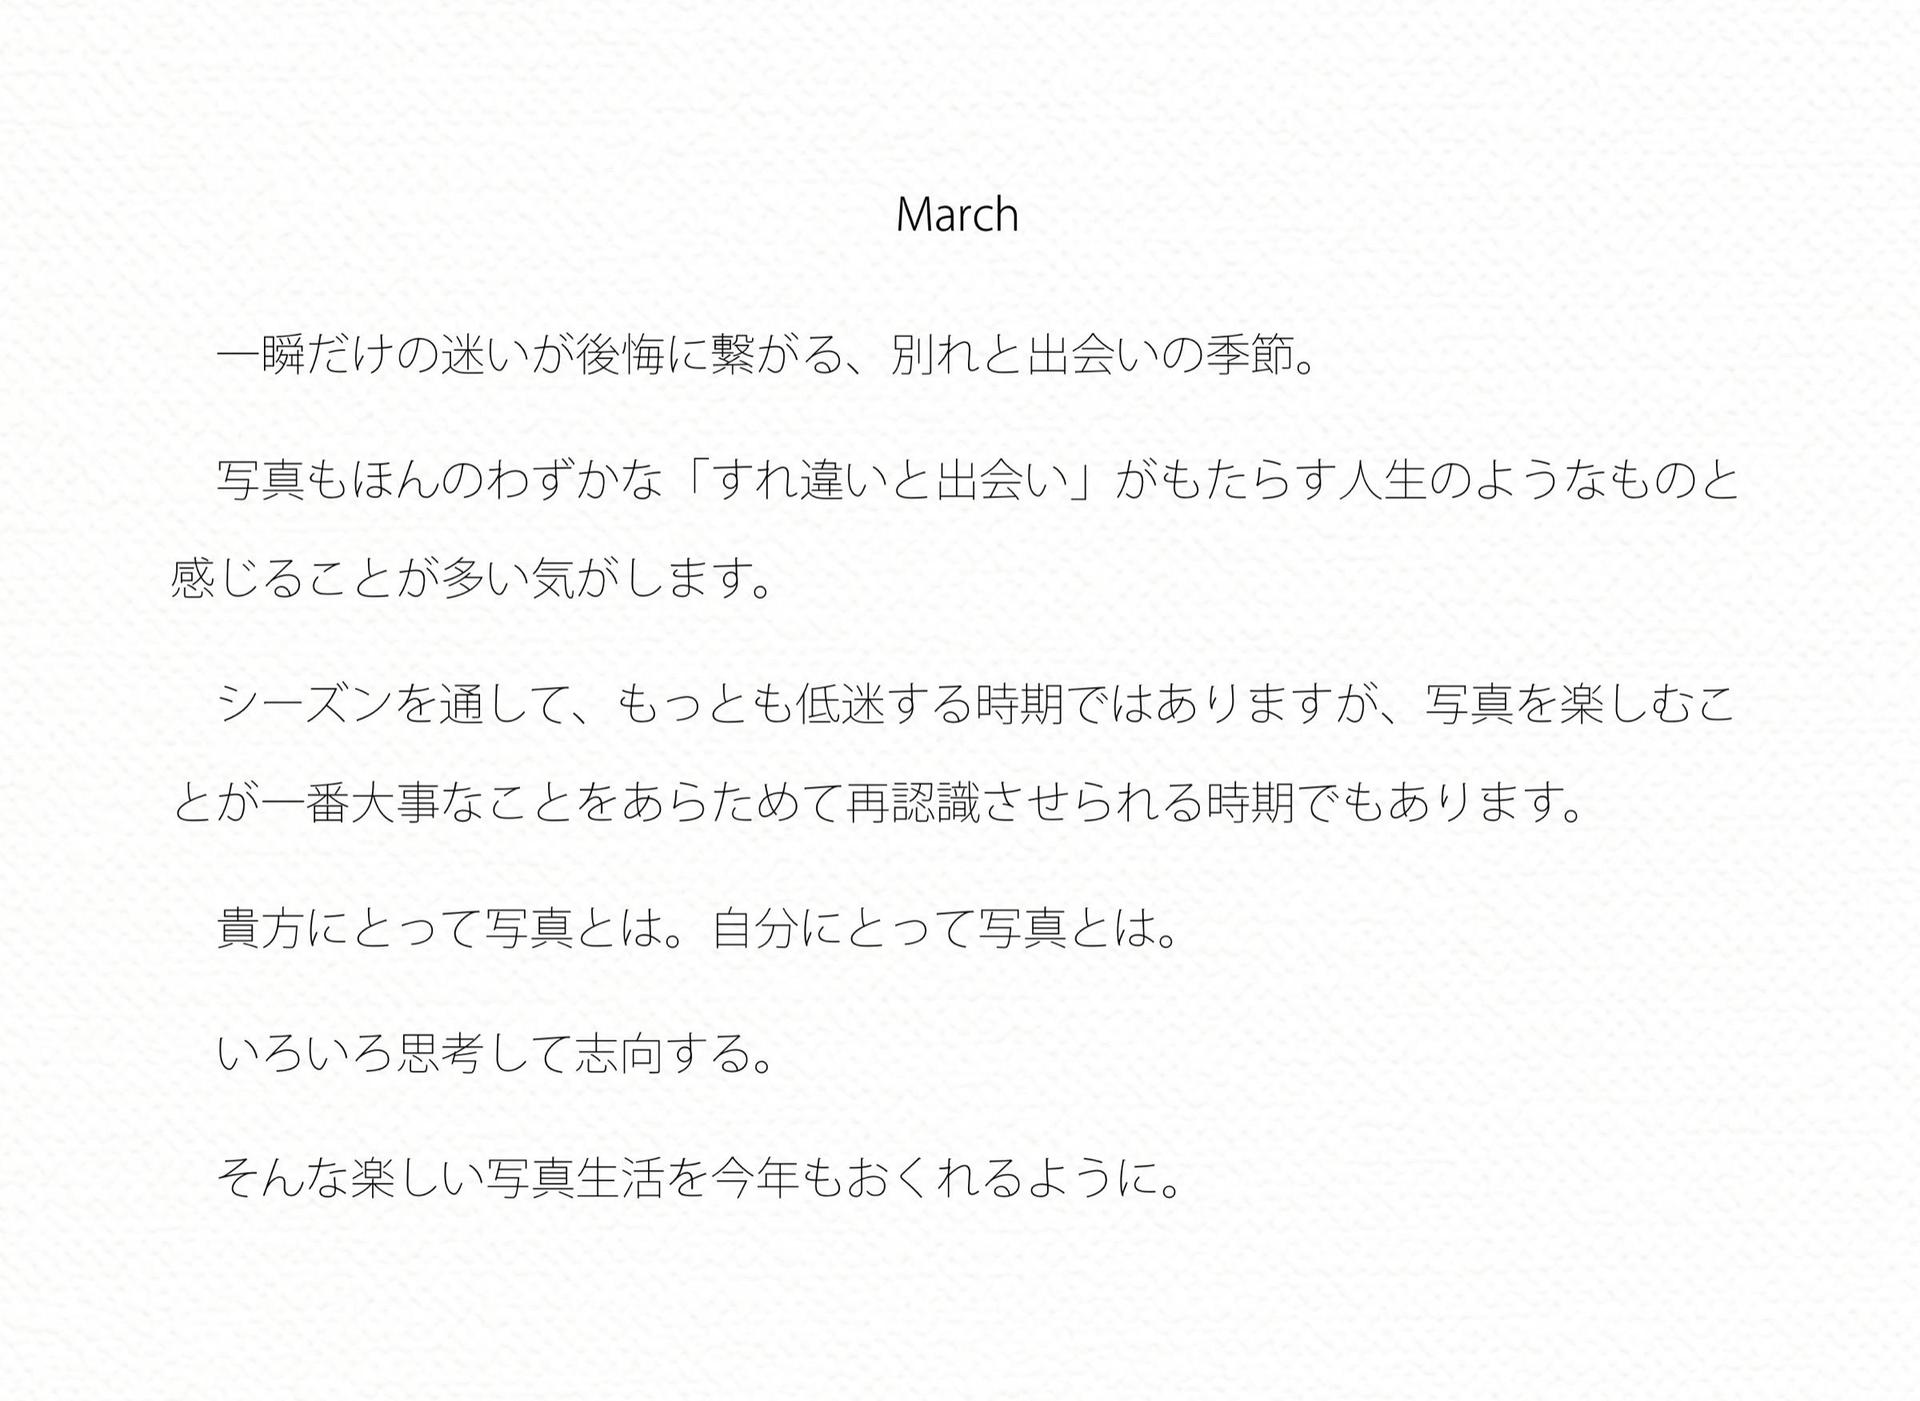 March
一瞬だけの迷いが後悔に繋がる、別れと出会いの季節。
写真もほんのわずかな「すれ違いと出会い」がもたらす人生のようなものと
感じることが多い気がします。
シーズンを通して、もっとも低迷する時期ではありますが、写真を楽しむこ
とが一番大事なことをあらためて再認識させられる時期でもあります。
貴方にとって写真とは。自分にとって写真とは。
いろいろ思考して志向する。
そんな楽しい写真生活を今年もおくれるように。